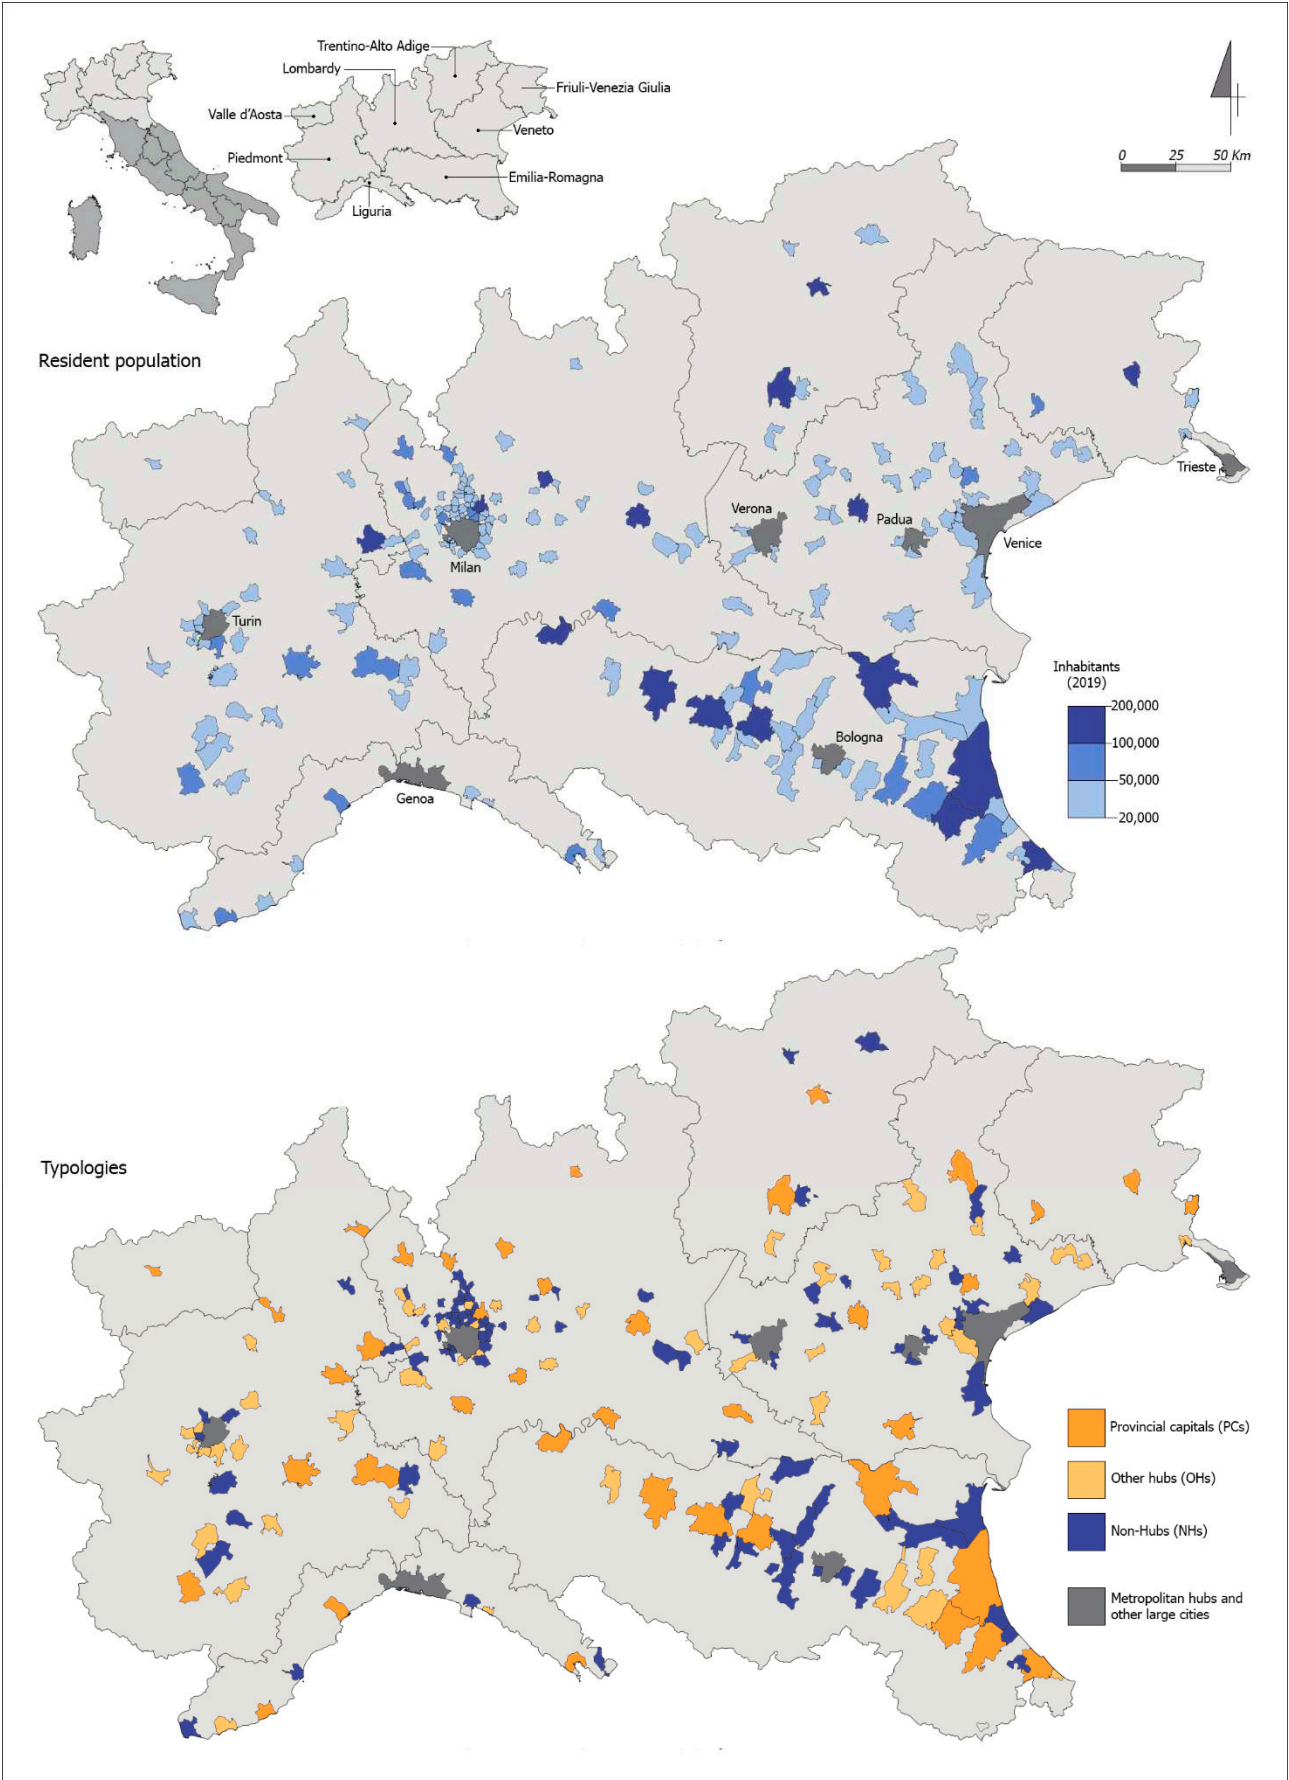 Trentino-Alto Adige
Lombardy
Friuli-Venezia Giulia
Valle d'Aosta
Veneto
Piedmont
Emilia-Romagna
Liguria
0 25 50 Km
Resident population
Trieste
Verona
Padua
Venice
Milan
Turin
Bologna
Genoa
Inhabitants
(2019)
200,000
100,000
50,000
20,000
Typologies
Provincial capitals (PCs)
Other hubs (OHs)
Non-Hubs (NHs)
Metropolitan hubs and
other large cities